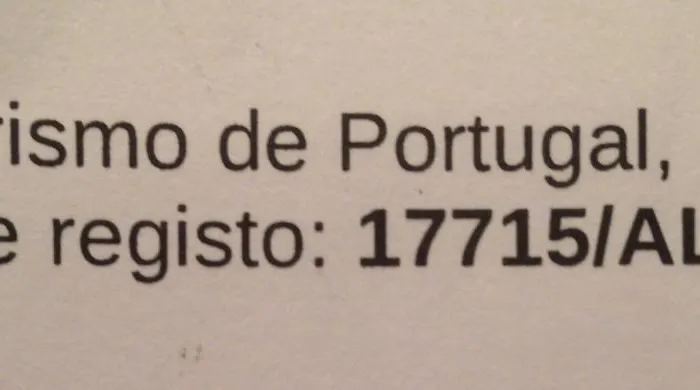 rismo de Portugal,
e registo: 17715/AL